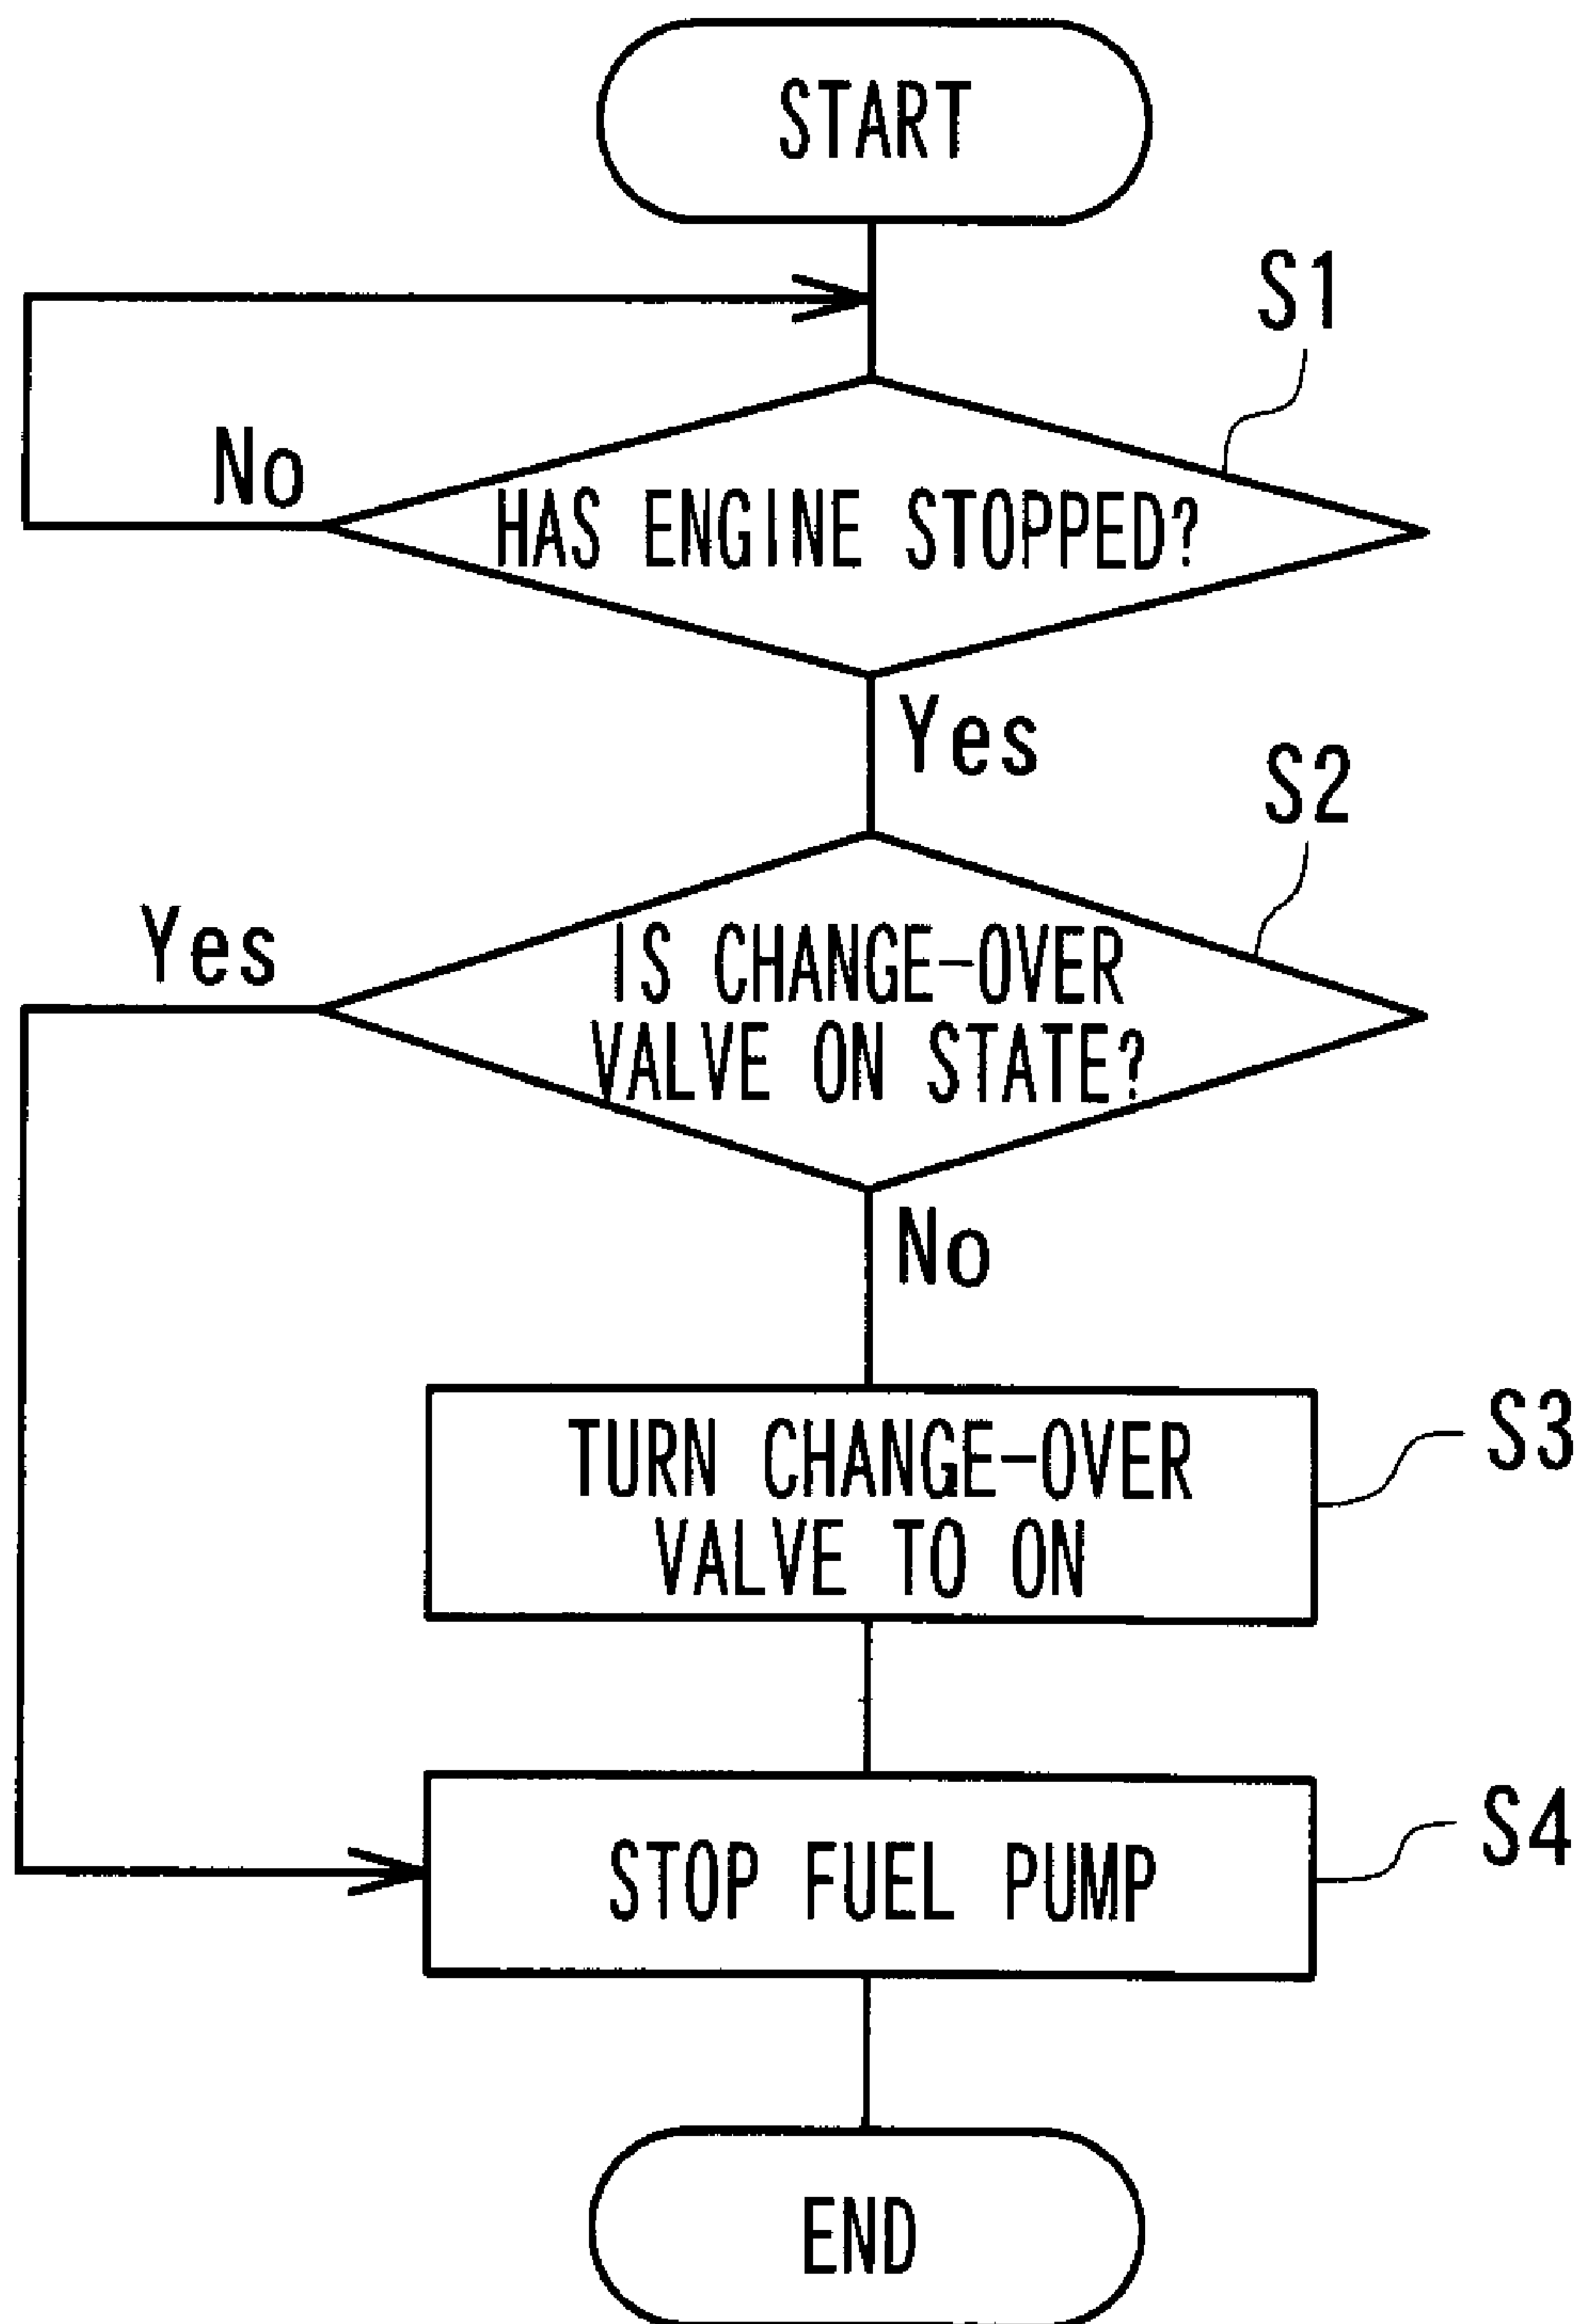 START
S1
No
HAS ENGINE STOPPED?
Yes
S2
Yes
IS CHANGE-OVER
VALVE ON STATE?
No
TURN CHANGE-OVER
VALVE TO ON
S3
STOP FUEL PUMP
S4
END